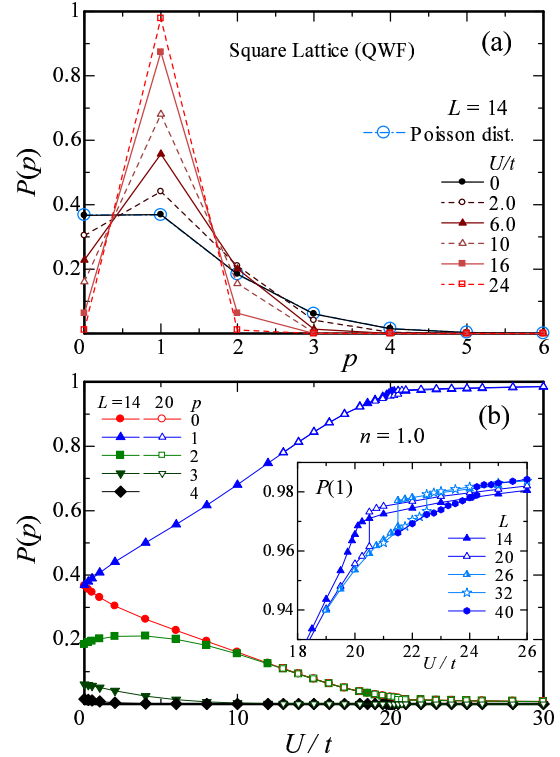 1
0.8
0.6
0.4
0.2
P(p)
Square Lattice (QWF)
(a)
L = 14
Poisson dist.
U/t
0
2.0
6.0
10
16
24
0 1 2 3 4 5 6
p
1
0.8
0.6
0.4
0.2
0
P(p)
L=14 20 p
0
1
2
3
4
(b)
n = 1.0
P(1)
0.98
0.96
0.94
L
14
20
26
32
40
18 20 22 24 26
U / t
0 10 20 30
U / t